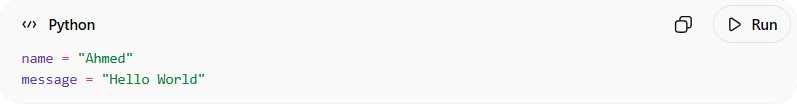 Python
Run
name = "Ahmed"
message = "Hello World"